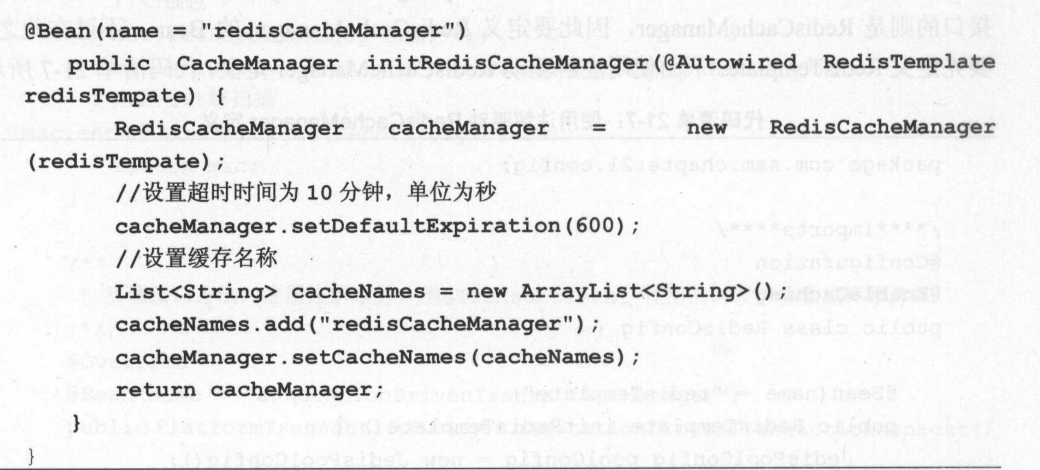 @Bean(name = "redisCacheManager")
public CacheManager initRedisCacheManager(@Autowired RedisTemplate
redisTempate) {
RedisCacheManager cacheManager = new RedisCacheManager
(redisTempate);
//设置超时时间为 10 分钟，单位为秒
cacheManager.setDefaultExpiration(600);
//设置缓存名称
List<String> cacheNames = new ArrayList<String>();
cacheNames.add("redisCacheManager");
cacheManager.setCacheNames(cacheNames);
return cacheManager;
}
}